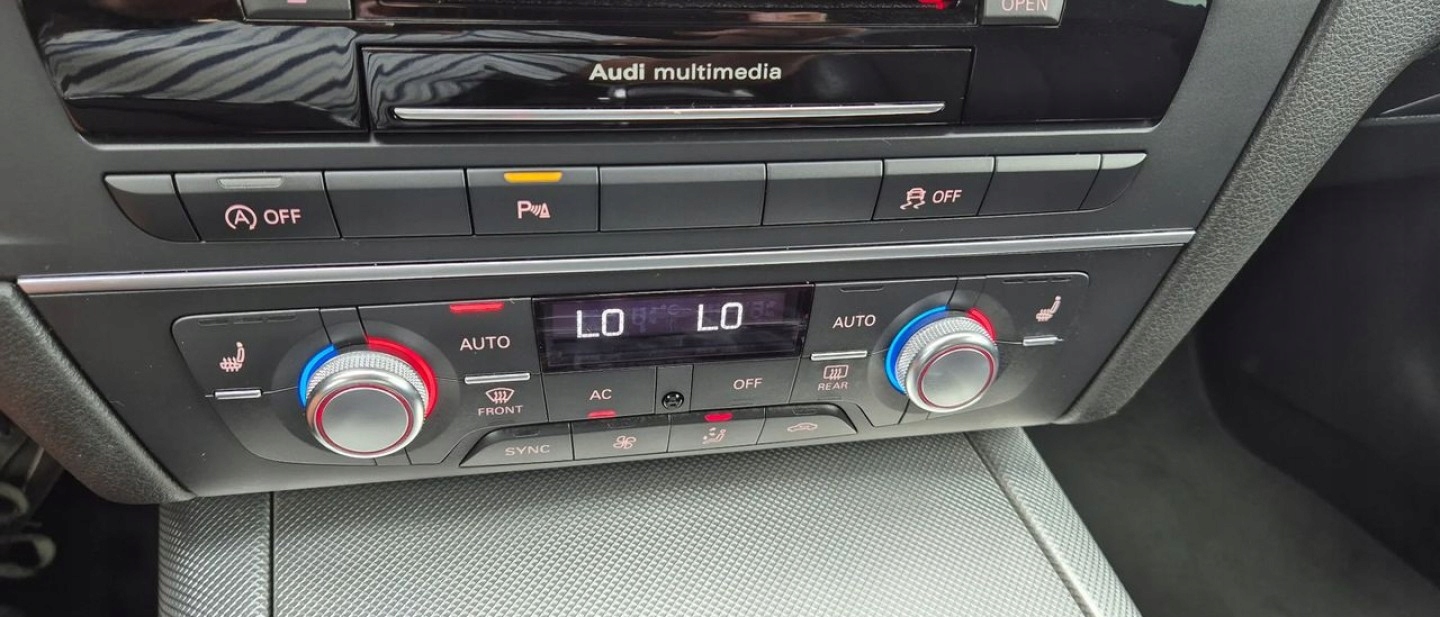 OPEN
Audi multimedia
A OFF
P
OFF
AUTO
LO LO
AUTO
FRONT
AC
OFF
REAR
SYNC